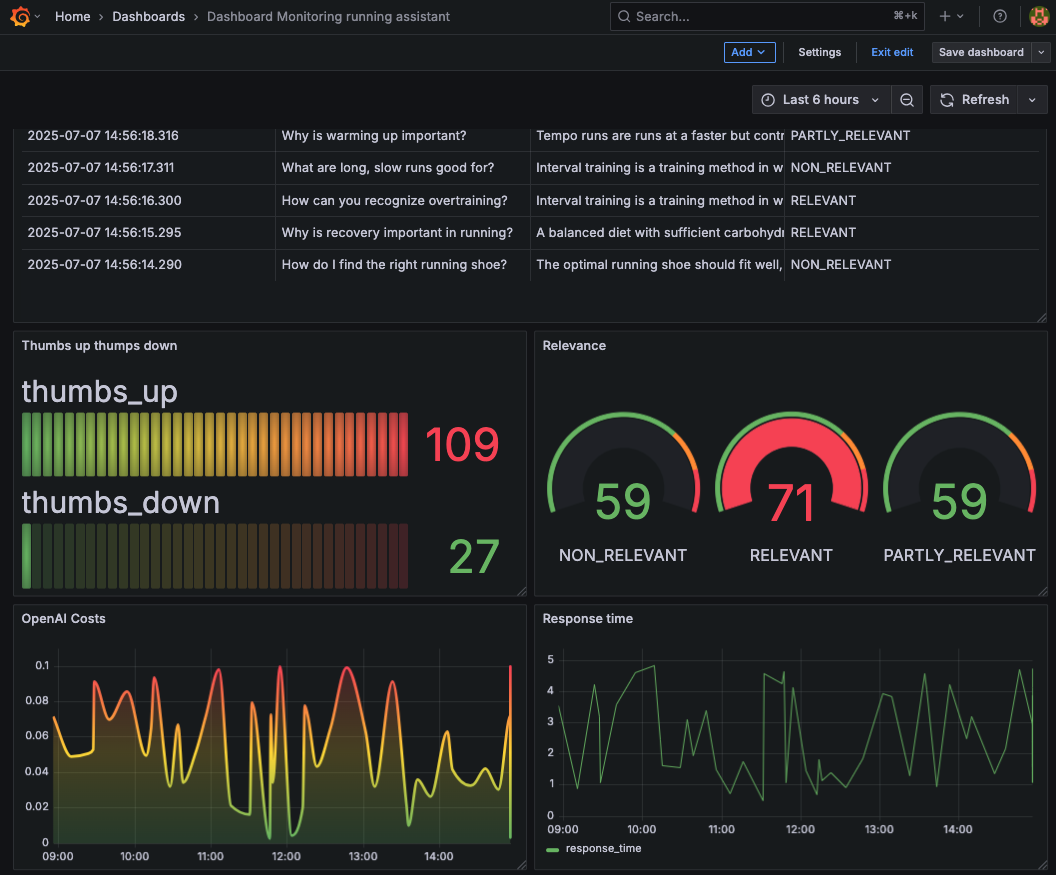 Home › Dashboards › Dashboard Monitoring running assistant
Search... ⌘+k
Add Settings Exit edit Save dashboard
Last 6 hours Refresh
2025-07-07 14:56:18.316 Why is warming up important? Tempo runs are runs at a faster but contr PARTLY_RELEVANT
2025-07-07 14:56:17.311 What are long, slow runs good for? Interval training is a training method in w NON_RELEVANT
2025-07-07 14:56:16.300 How can you recognize overtraining? Interval training is a training method in w RELEVANT
2025-07-07 14:56:15.295 Why is recovery important in running? A balanced diet with sufficient carbohydr RELEVANT
2025-07-07 14:56:14.290 How do I find the right running shoe? The optimal running shoe should fit well, NON_RELEVANT
Thumbs up thumps down
thumbs_up
109
thumbs_down
27
Relevance
59 71 59
NON_RELEVANT RELEVANT PARTLY_RELEVANT
OpenAI Costs
0.1
0.08
0.06
0.04
0.02
0
09:00 10:00 11:00 12:00 13:00 14:00
Response time
5
4
3
2
1
0
09:00 10:00 11:00 12:00 13:00 14:00
response_time